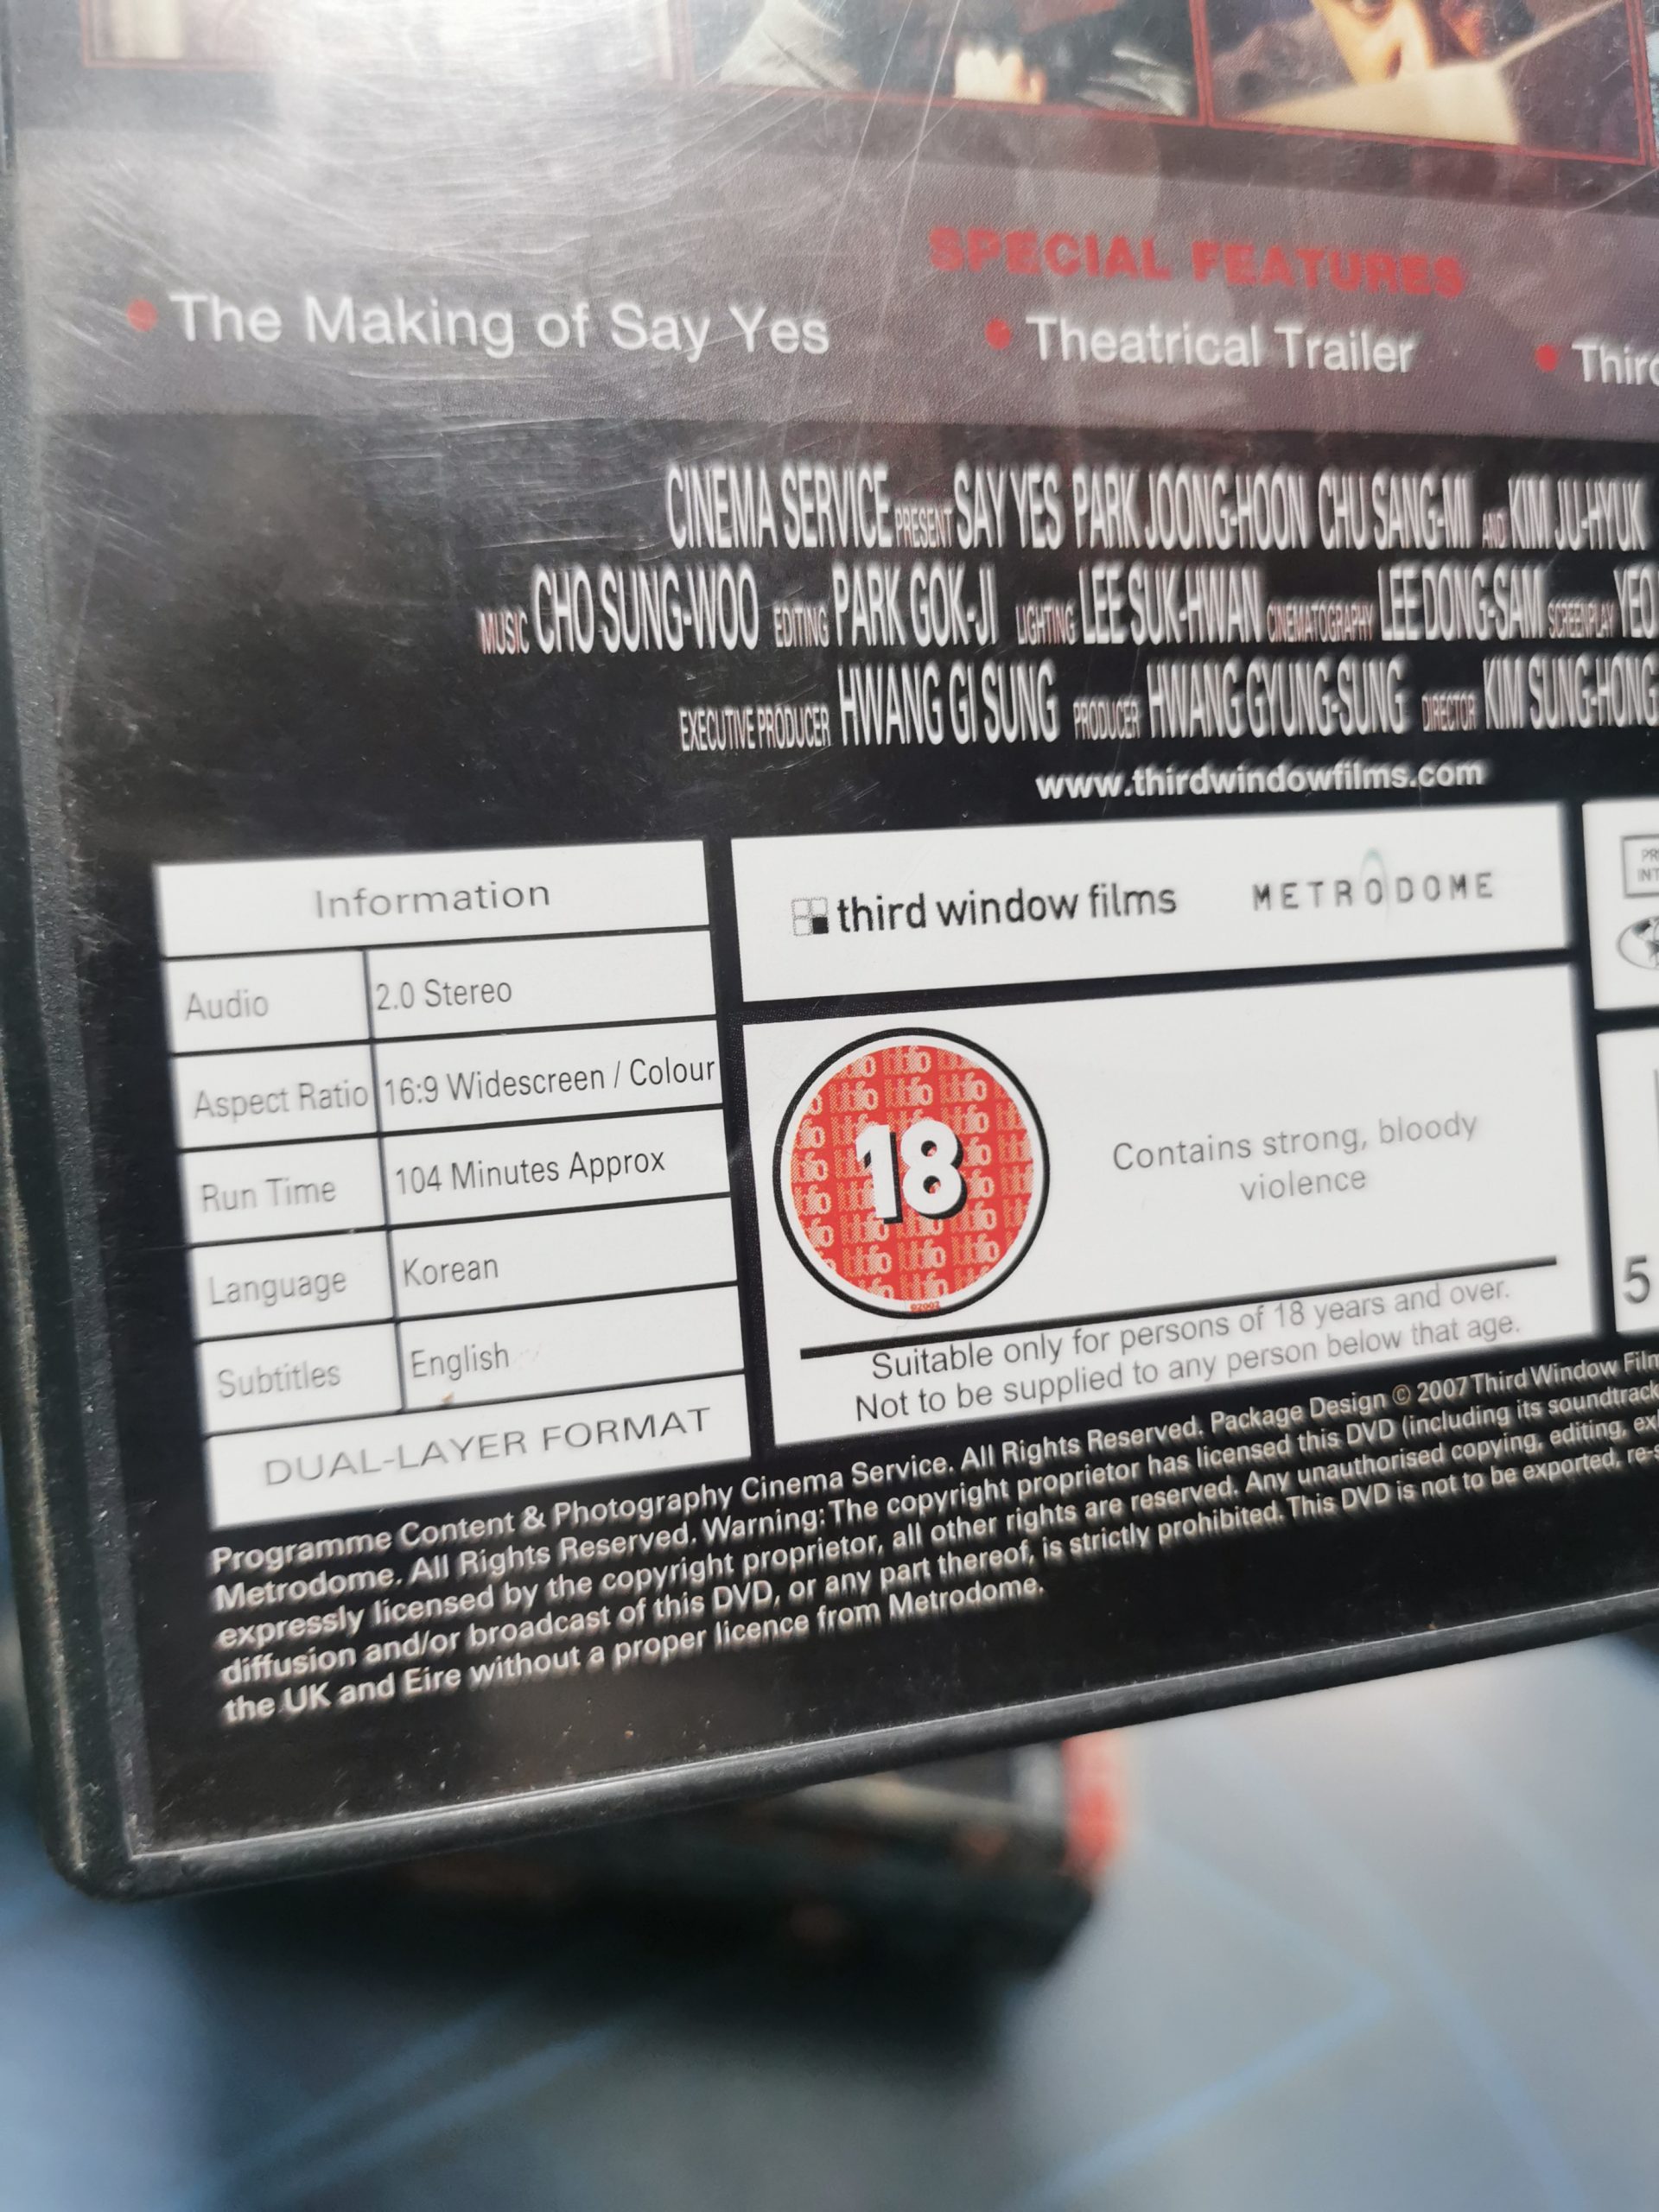 SPECIAL FEATURES
• The Making of Say Yes • Theatrical Trailer •
CINEMA SERVICE PRESENT SAY YES PARK JOONG-HOON CHU SANG-MI AND KIM JU-HYUK
MUSIC CHO SUNG-WOO EDITING PARK GOK-JI LIGHTING LEE SUK-HWAN CINEMATOGRAPHY LEE DONG-SAM SCREENPLAY YEO
EXECUTIVE PRODUCER HWANG GI SUNG PRODUCER HWANG GYUNG-SUNG DIRECTOR KIM SUNG-HONG
www.thirdwindowfilms.com
Information
Audio 2.0 Stereo
Aspect Ratio 16:9 Widescreen / Colour
Run Time 104 Minutes Approx
Language Korean
Subtitles English
DUAL-LAYER FORMAT
third window films METRODOME
18
Contains strong, bloody
violence
Suitable only for persons of 18 years and over.
Not to be supplied to any person below that age.
5
Programme Content & Photography Cinema Service. All Rights Reserved. Package Design © 2007 Third Window
Metrodome. All Rights Reserved. Warning: The copyright proprietor has licensed this DVD (including its soundtrack
expressly licensed by the copyright proprietor, all other rights are reserved. Any unauthorised copying, editing,
diffusion and/or broadcast of this DVD, or any part thereof, is strictly prohibited. This DVD is not to be exported,
the UK and Eire without a proper licence from Metrodome.